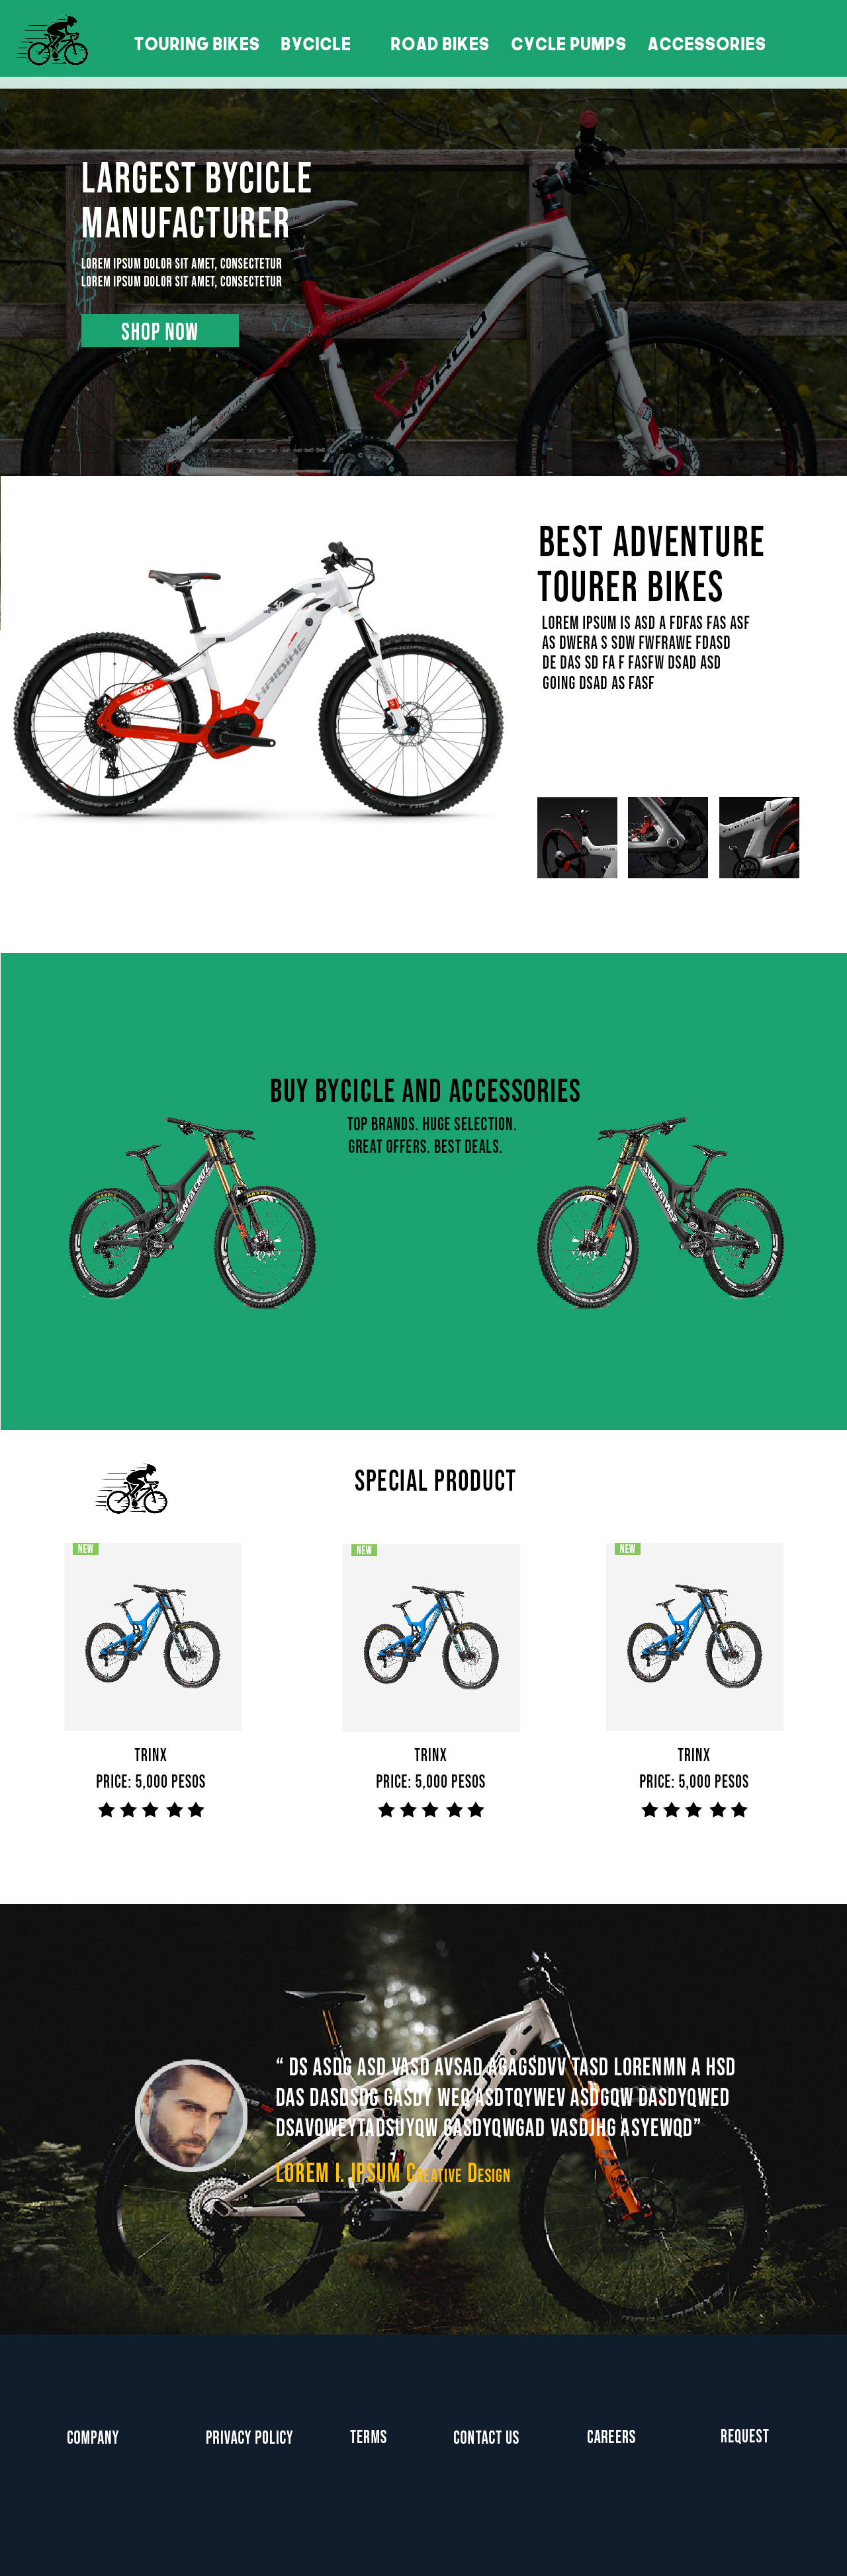 TOURING BIKES BYCICLE ROAD BIKES CYCLE PUMPS ACCESSORIES
LARGEST BYCICLE
MANUFACTURER
LOREM IPSUM DOLOR SIT AMET, CONSECTETUR
LOREM IPSUM DOLOR SIT AMET, CONSECTETUR
SHOP NOW
NORCO
BEST ADVENTURE
TOURER BIKES
LOREM IPSUM IS ASD A FDFAS FAS ASF
AS DWERA S SDW FWFRAWE FDASD
DE DAS SD FA F FASFW DSAD ASD
GOING DSAD AS FASF
HAIBIKE
SDURO
BUY BYCICLE AND ACCESSORIES
TOP BRANDS. HUGE SELECTION.
GREAT OFFERS. BEST DEALS.
SANTA CRUZ
SPECIAL PRODUCT
NEW NEW NEW
TRINX TRINX TRINX
PRICE: 5,000 PESOS PRICE: 5,000 PESOS PRICE: 5,000 PESOS
“ DS ASDG ASD VASD AVSAD AGAGSDVV TASD LORENMN A HSD
DAS DASDSDG GASDY WEQ ASDTQYWEV ASDGQW DASDYQWED
DSAVQWEYTADSUYQW GASDYQWGAD VASDJHG ASYEWQD”
LOREM I. IPSUM CREATIVE DESIGN
COMPANY PRIVACY POLICY TERMS CONTACT US CAREERS REQUEST